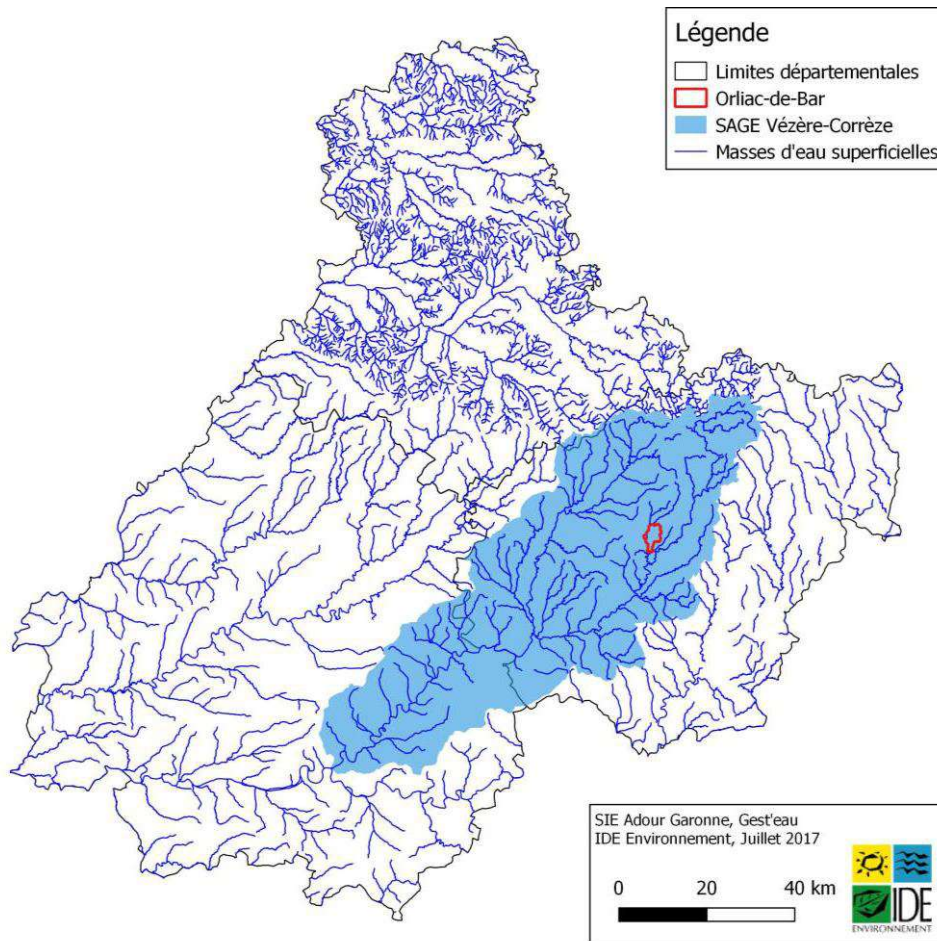 Légende
Limites départementales
Orliac-de-Bar
SAGE Vézère-Corrèze
Masses d'eau superficielles
SIE Adour Garonne, Gest'eau
IDE Environnement, Juillet 2017
0 20 40 km
IDE
ENVIRONNEMENT